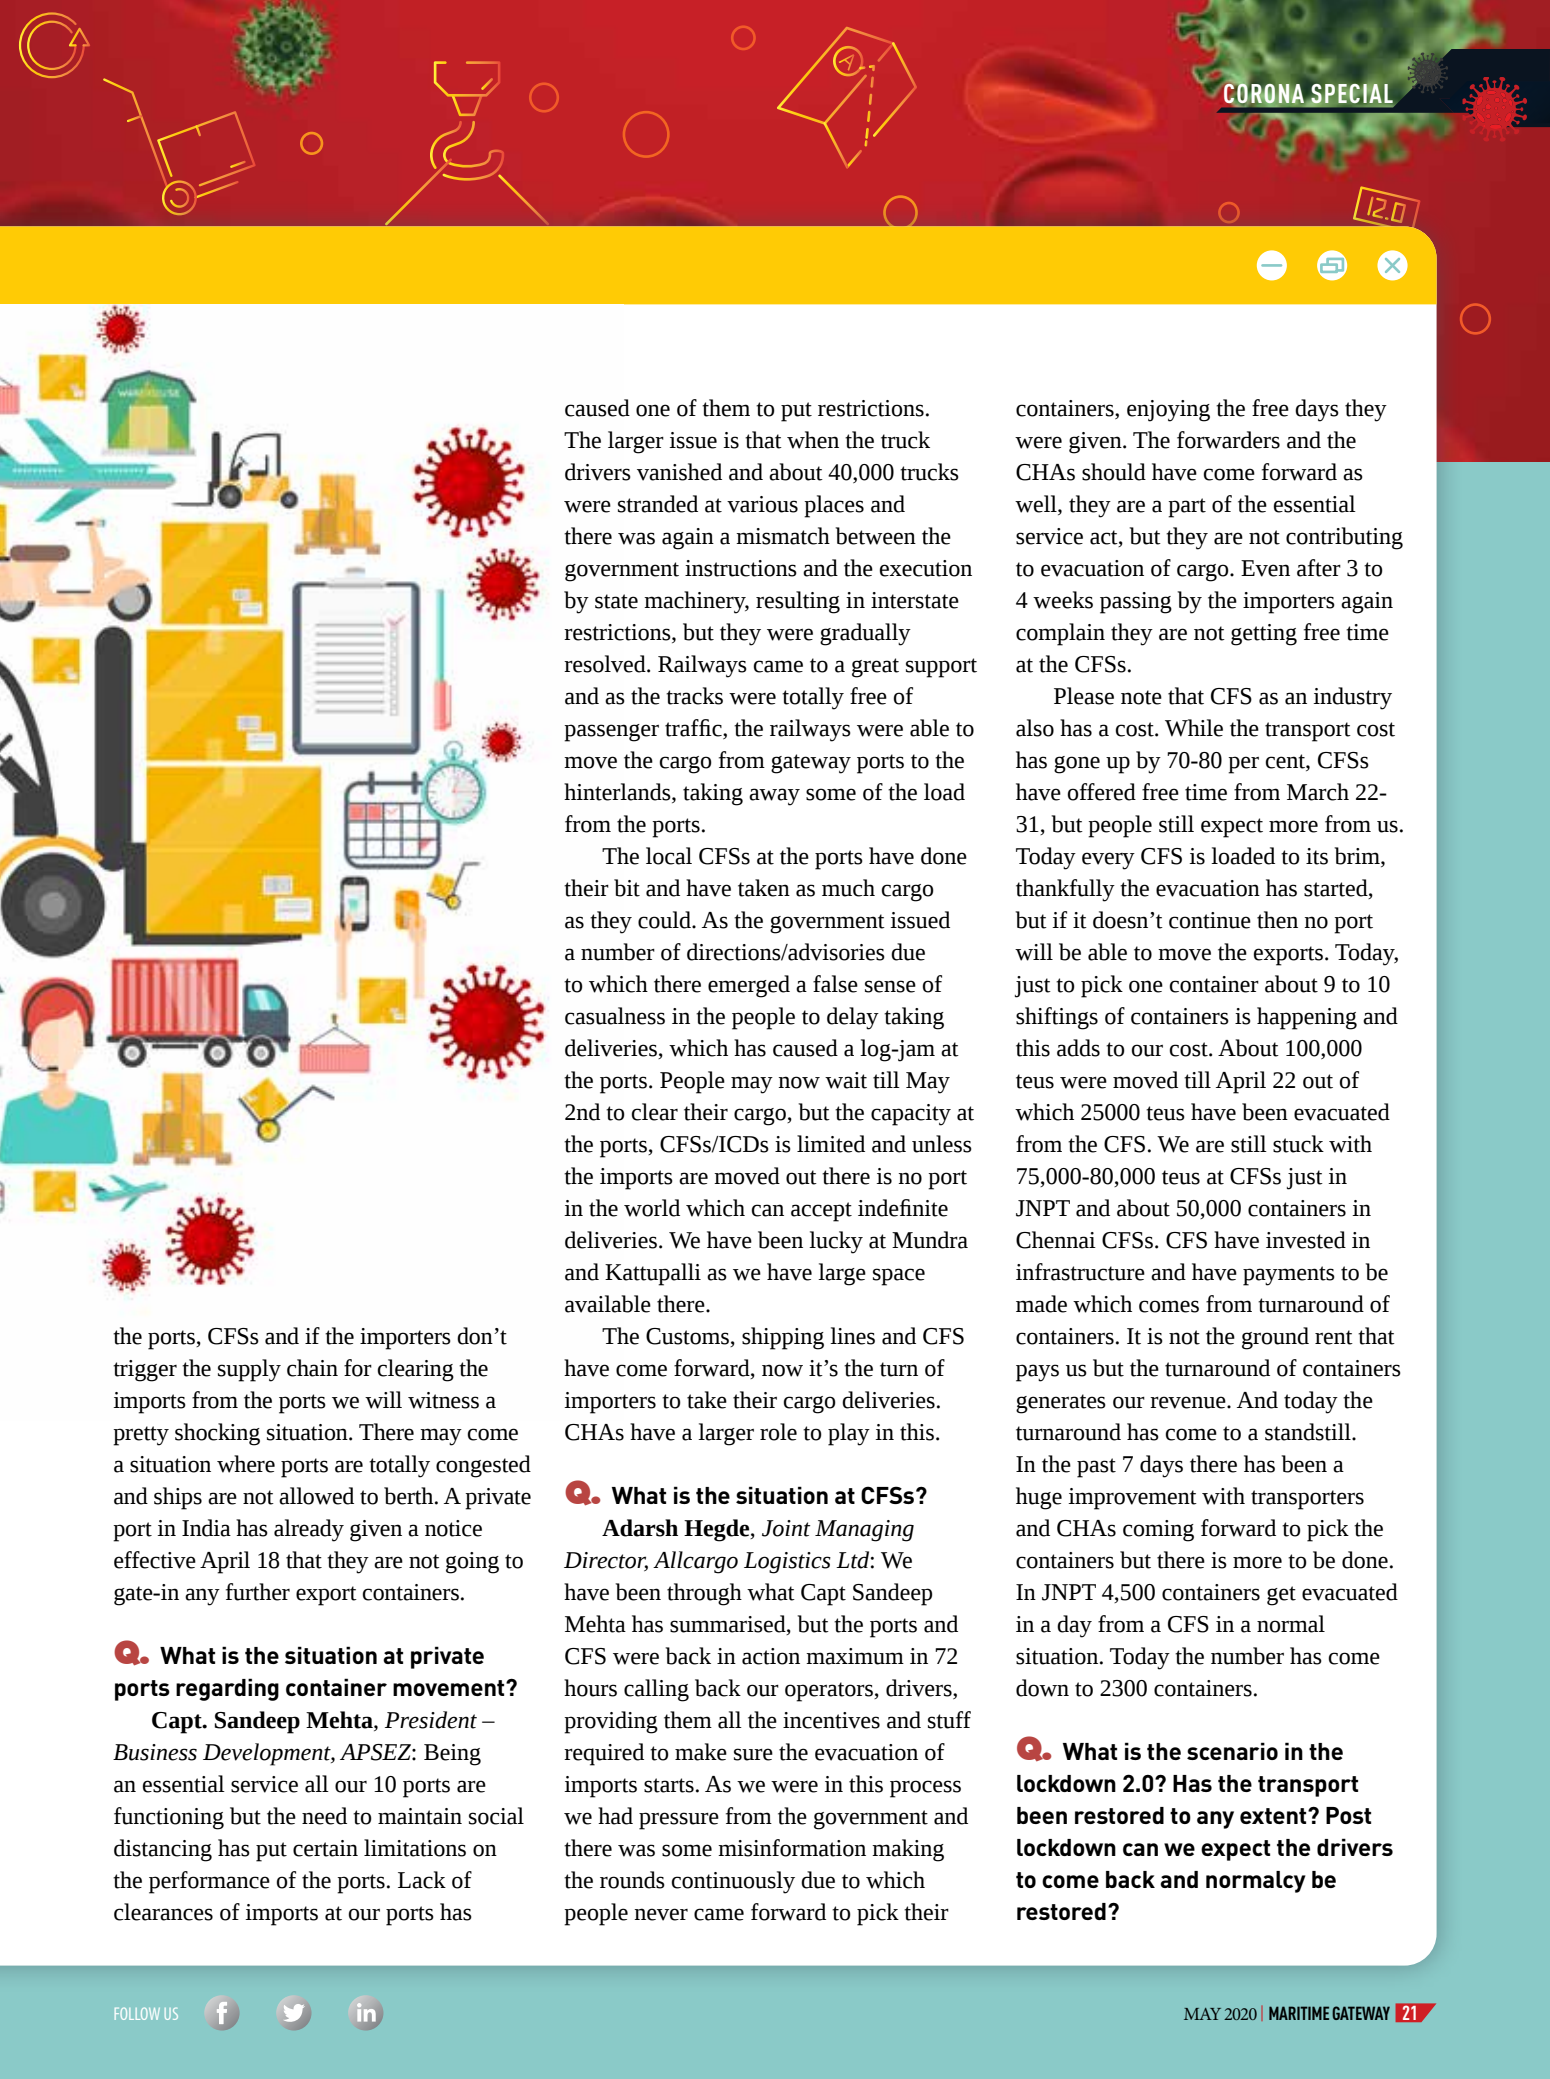 CORONA SPECIAL
12.0
WAREHOUSE
the ports, CFSs and if the importers don’t
trigger the supply chain for clearing the
imports from the ports we will witness a
pretty shocking situation. There may come
a situation where ports are totally congested
and ships are not allowed to berth. A private
port in India has already given a notice
effective April 18 that they are not going to
gate-in any further export containers.
Q. What is the situation at private
ports regarding container movement?
Capt. Sandeep Mehta, President –
Business Development, APSEZ: Being
an essential service all our 10 ports are
functioning but the need to maintain social
distancing has put certain limitations on
the performance of the ports. Lack of
clearances of imports at our ports has
caused one of them to put restrictions.
The larger issue is that when the truck
drivers vanished and about 40,000 trucks
were stranded at various places and
there was again a mismatch between the
government instructions and the execution
by state machinery, resulting in interstate
restrictions, but they were gradually
resolved. Railways came to a great support
and as the tracks were totally free of
passenger traffic, the railways were able to
move the cargo from gateway ports to the
hinterlands, taking away some of the load
from the ports.
The local CFSs at the ports have done
their bit and have taken as much cargo
as they could. As the government issued
a number of directions/advisories due
to which there emerged a false sense of
casualness in the people to delay taking
deliveries, which has caused a log-jam at
the ports. People may now wait till May
2nd to clear their cargo, but the capacity at
the ports, CFSs/ICDs is limited and unless
the imports are moved out there is no port
in the world which can accept indefinite
deliveries. We have been lucky at Mundra
and Kattupalli as we have large space
available there.
The Customs, shipping lines and CFS
have come forward, now it’s the turn of
importers to take their cargo deliveries.
CHAs have a larger role to play in this.
Q. What is the situation at CFSs?
Adarsh Hegde, Joint Managing
Director, Allcargo Logistics Ltd: We
have been through what Capt Sandeep
Mehta has summarised, but the ports and
CFS were back in action maximum in 72
hours calling back our operators, drivers,
providing them all the incentives and stuff
required to make sure the evacuation of
imports starts. As we were in this process
we had pressure from the government and
there was some misinformation making
the rounds continuously due to which
people never came forward to pick their
containers, enjoying the free days they
were given. The forwarders and the
CHAs should have come forward as
well, they are a part of the essential
service act, but they are not contributing
to evacuation of cargo. Even after 3 to
4 weeks passing by the importers again
complain they are not getting free time
at the CFSs.
Please note that CFS as an industry
also has a cost. While the transport cost
has gone up by 70-80 per cent, CFSs
have offered free time from March 22-
31, but people still expect more from us.
Today every CFS is loaded to its brim,
thankfully the evacuation has started,
but if it doesn’t continue then no port
will be able to move the exports. Today,
just to pick one container about 9 to 10
shiftings of containers is happening and
this adds to our cost. About 100,000
teus were moved till April 22 out of
which 25000 teus have been evacuated
from the CFS. We are still stuck with
75,000-80,000 teus at CFSs just in
JNPT and about 50,000 containers in
Chennai CFSs. CFS have invested in
infrastructure and have payments to be
made which comes from turnaround of
containers. It is not the ground rent that
pays us but the turnaround of containers
generates our revenue. And today the
turnaround has come to a standstill.
In the past 7 days there has been a
huge improvement with transporters
and CHAs coming forward to pick the
containers but there is more to be done.
In JNPT 4,500 containers get evacuated
in a day from a CFS in a normal
situation. Today the number has come
down to 2300 containers.
Q. What is the scenario in the
lockdown 2.0? Has the transport
been restored to any extent? Post
lockdown can we expect the drivers
to come back and normalcy be
restored?
FOLLOW US
MAY 2020 | MARITIME GATEWAY 21